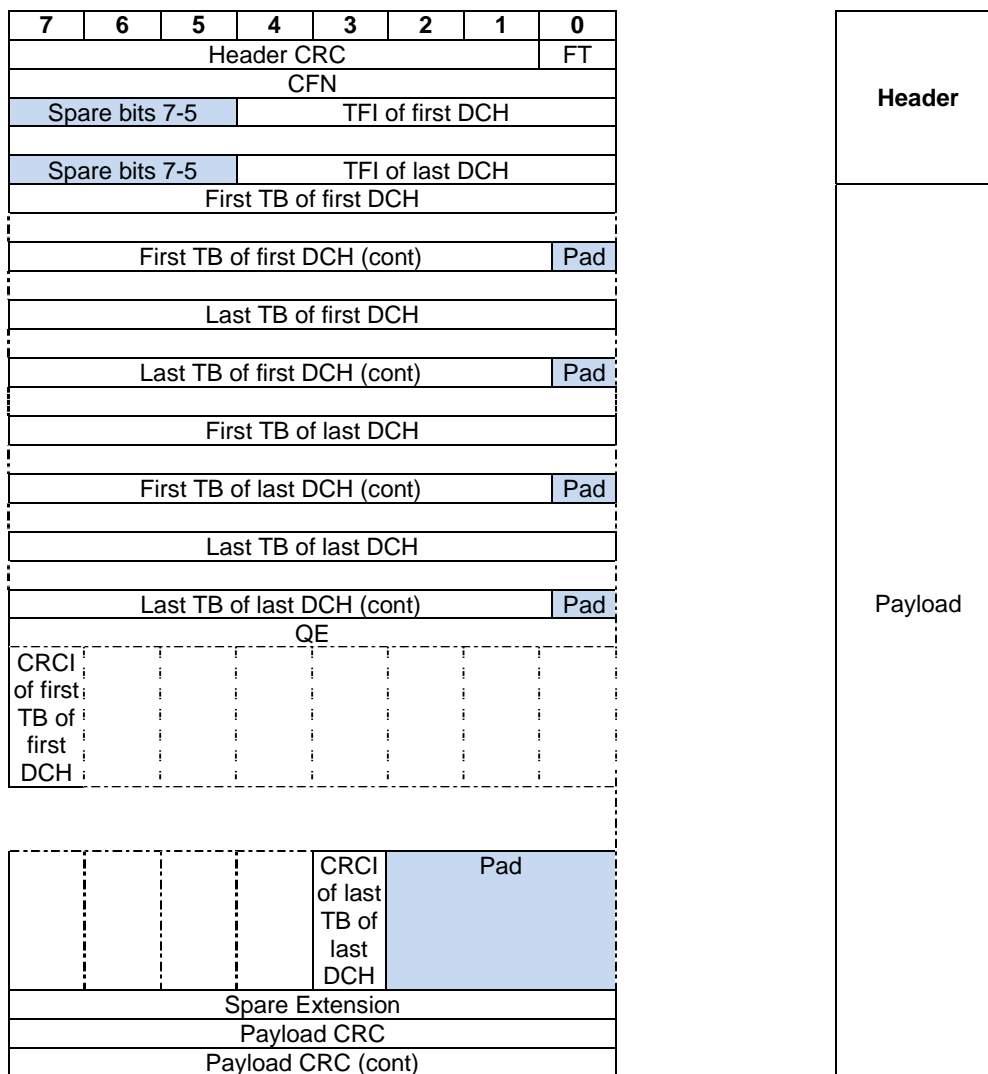 7 6 5 4 3 2 1 0
Header CRC FT
CFN
Header
Spare bits 7-5 TFI of first DCH
Spare bits 7-5 TFI of last DCH
First TB of first DCH
First TB of first DCH (cont) Pad
Last TB of first DCH
Last TB of first DCH (cont) Pad
First TB of last DCH
First TB of last DCH (cont) Pad
Last TB of last DCH
Last TB of last DCH (cont) Pad
Payload
QE
CRCI
of first
TB of
first
DCH
CRCI
of last
TB of
last
DCH
Pad
Spare Extension
Payload CRC
Payload CRC (cont)